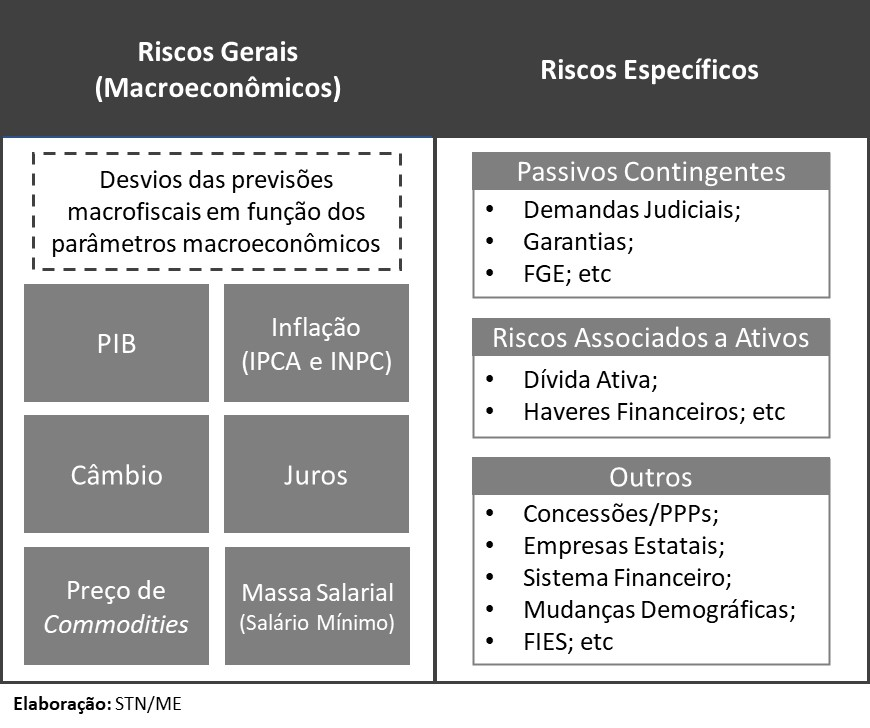 Riscos Gerais
(Macroeconômicos)
Desvios das previsões
macrofiscais em função dos
parâmetros macroeconômicos
PIB
Inflação
(IPCA e INPC)
Câmbio
Juros
Preço de
Commodities
Massa Salarial
(Salário Mínimo)
Riscos Específicos
Passivos Contingentes
• Demandas Judiciais;
• Garantias;
• FGE; etc
Riscos Associados a Ativos
• Dívida Ativa;
• Haveres Financeiros; etc
Outros
• Concessões/PPPs;
• Empresas Estatais;
• Sistema Financeiro;
• Mudanças Demográficas;
• FIES; etc
Elaboração: STN/ME